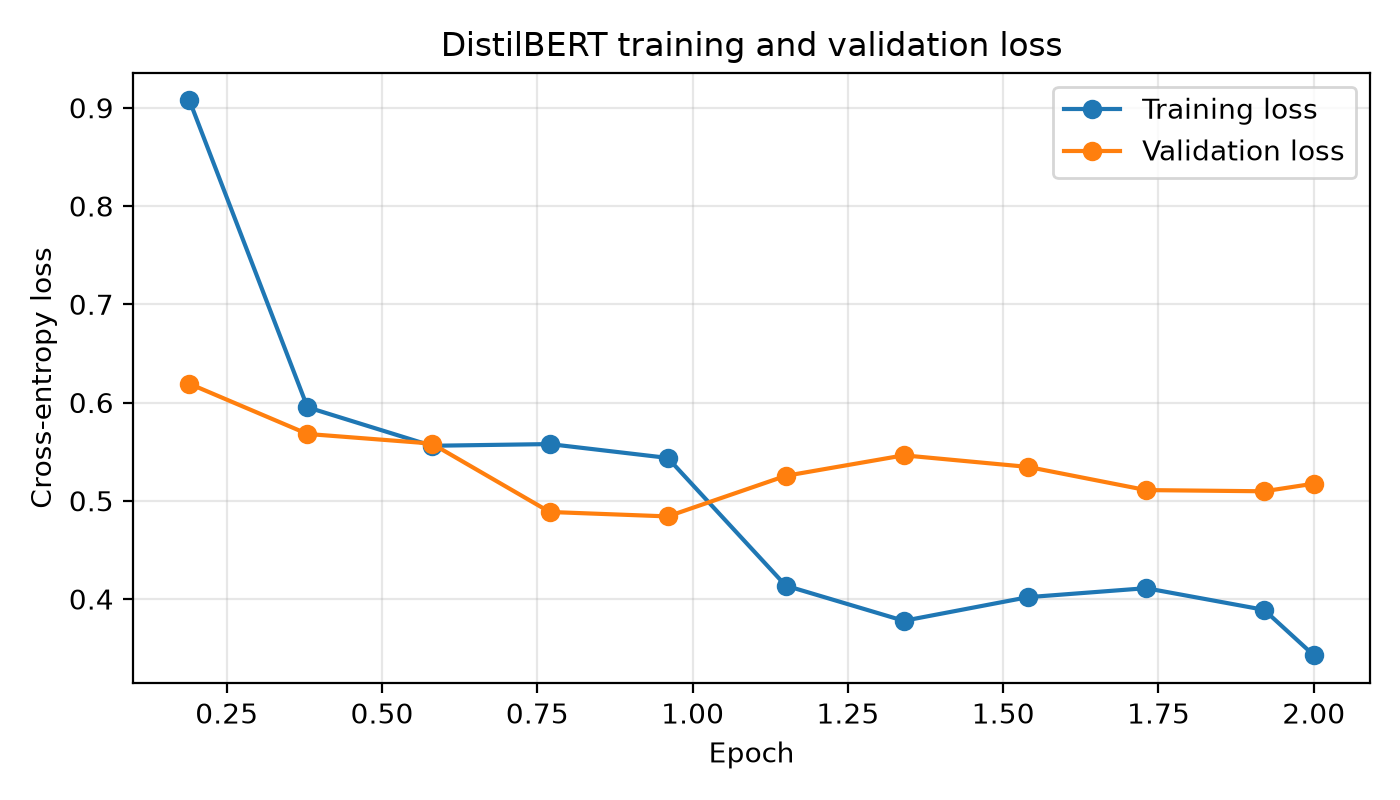 DistilBERT training and validation loss
Training loss
Validation loss
Cross-entropy loss
0.9
0.8
0.7
0.6
0.5
0.4
0.25 0.50 0.75 1.00 1.25 1.50 1.75 2.00
Epoch